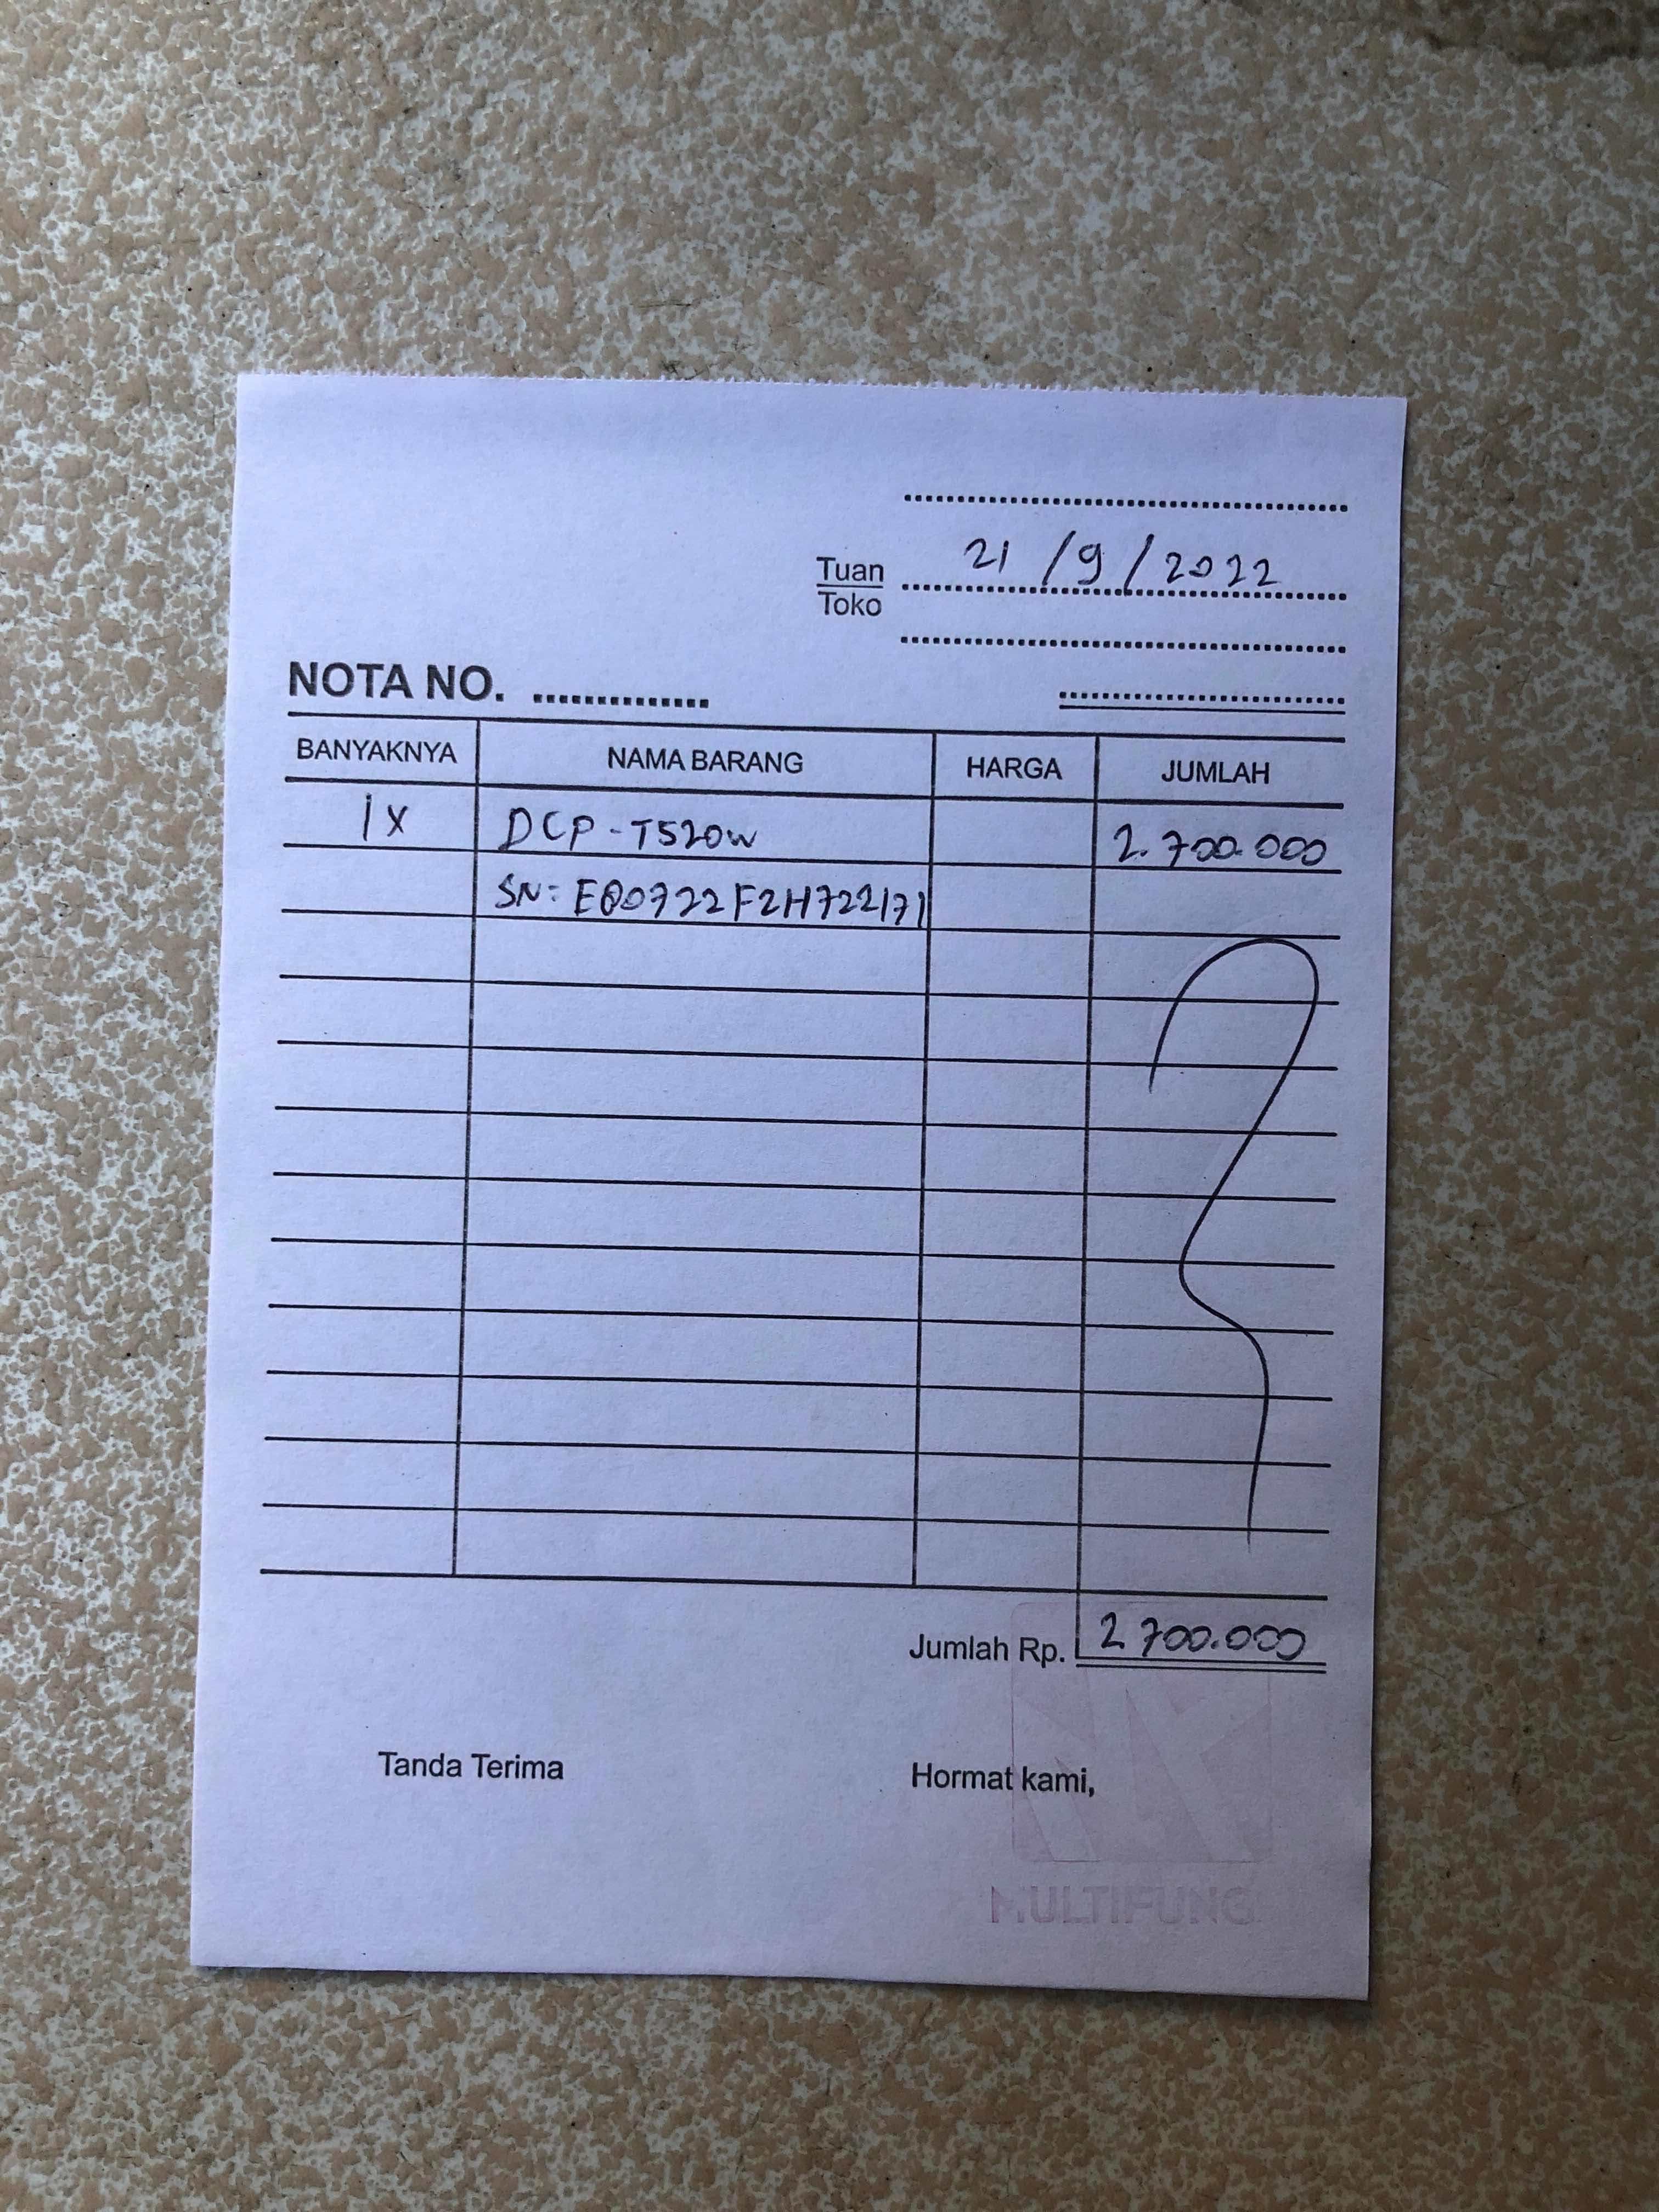 21/9/2022
Tuan
Toko
NOTA NO.
BANYAKNYA NAMA BARANG HARGA JUMLAH
1x DCP-T520W 2.700.000
SN: E80722F2H722171
Jumlah Rp. 2 700.000
Tanda Terima Hormat kami,
MULTIFUNG